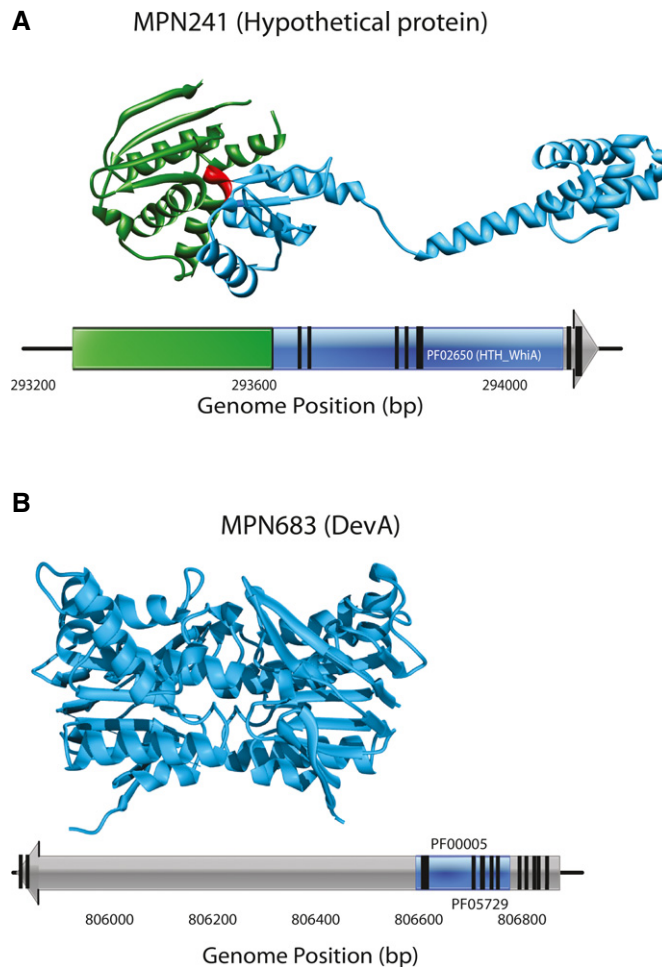 A
MPN241 (Hypothetical protein)
PF02650 (HTH_WhiA)
293200 293600 294000
Genome Position (bp)
B
MPN683 (DevA)
PF00005
PF05729
806000 806200 806400 806600 806800
Genome Position (bp)